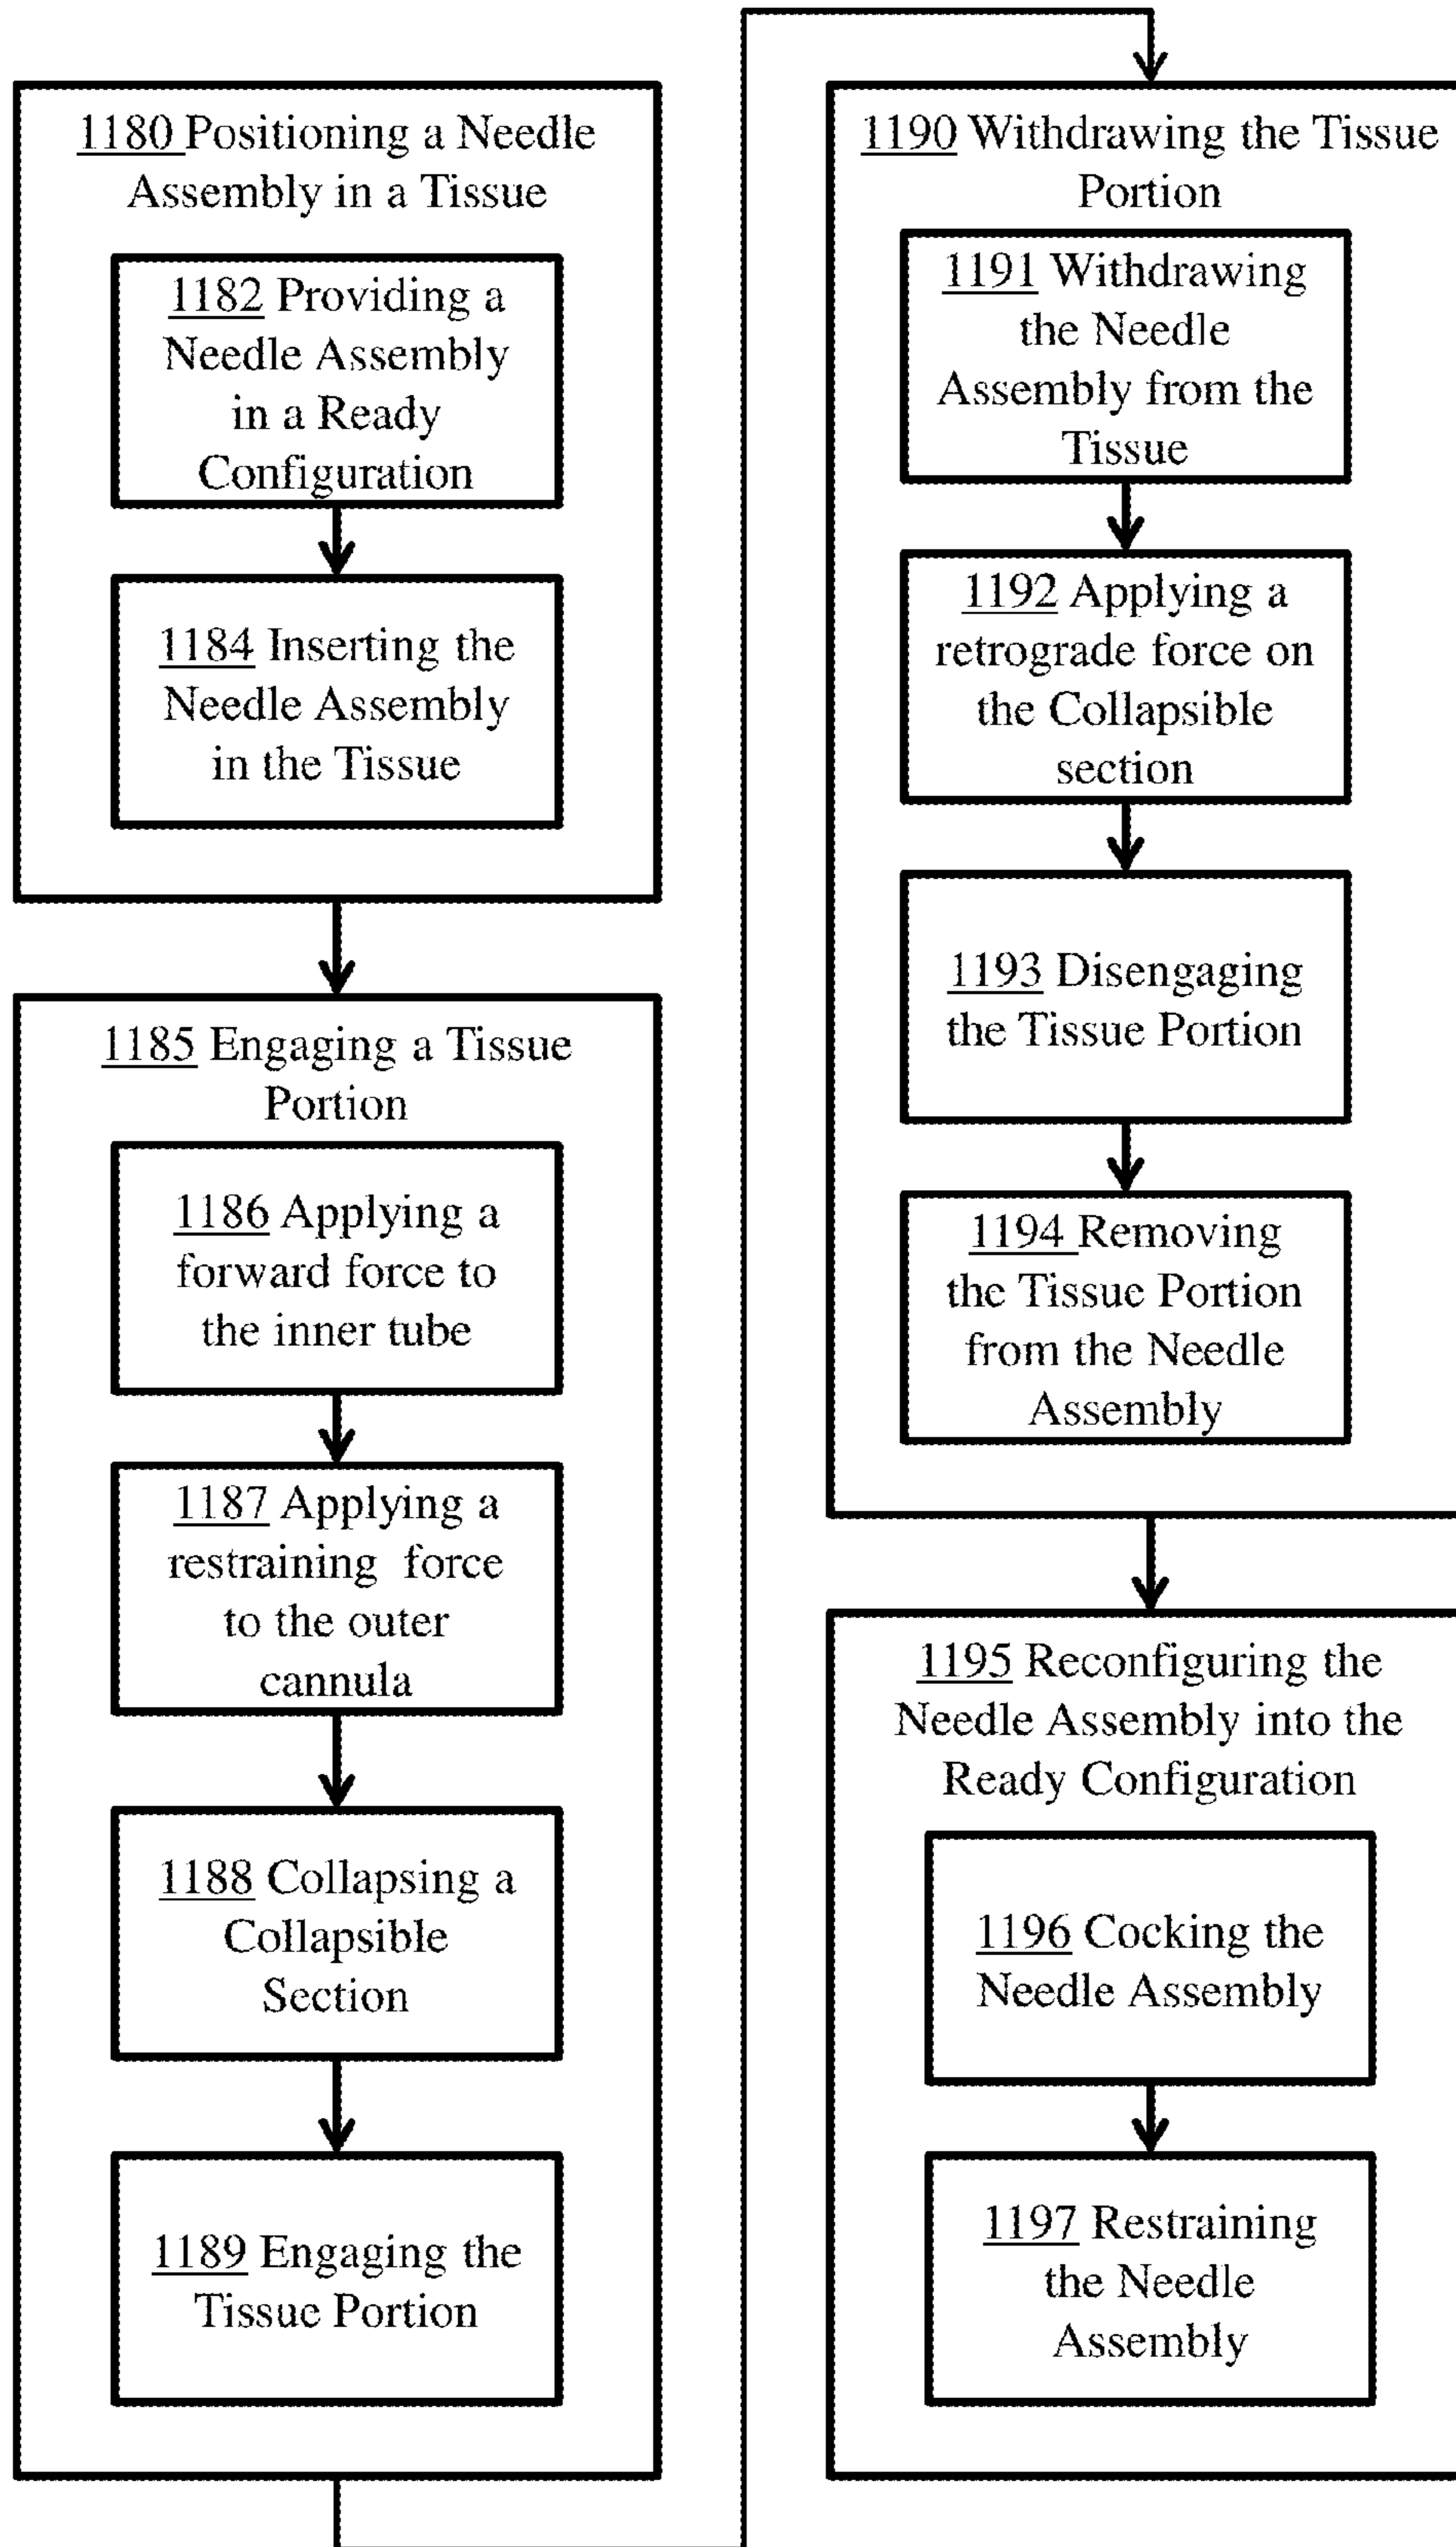 1180 Positioning a Needle
Assembly in a Tissue
1182 Providing a
Needle Assembly
in a Ready
Configuration
1184 Inserting the
Needle Assembly
in the Tissue
1185 Engaging a Tissue
Portion
1186 Applying a
forward force to
the inner tube
1187 Applying a
restraining force
to the outer
cannula
1188 Collapsing a
Collapsible
Section
1189 Engaging the
Tissue Portion
1190 Withdrawing the Tissue
Portion
1191 Withdrawing
the Needle
Assembly from the
Tissue
1192 Applying a
retrograde force on
the Collapsible
section
1193 Disengaging
the Tissue Portion
1194 Removing
the Tissue Portion
from the Needle
Assembly
1195 Reconfiguring the
Needle Assembly into the
Ready Configuration
1196 Cocking the
Needle Assembly
1197 Restraining
the Needle
Assembly